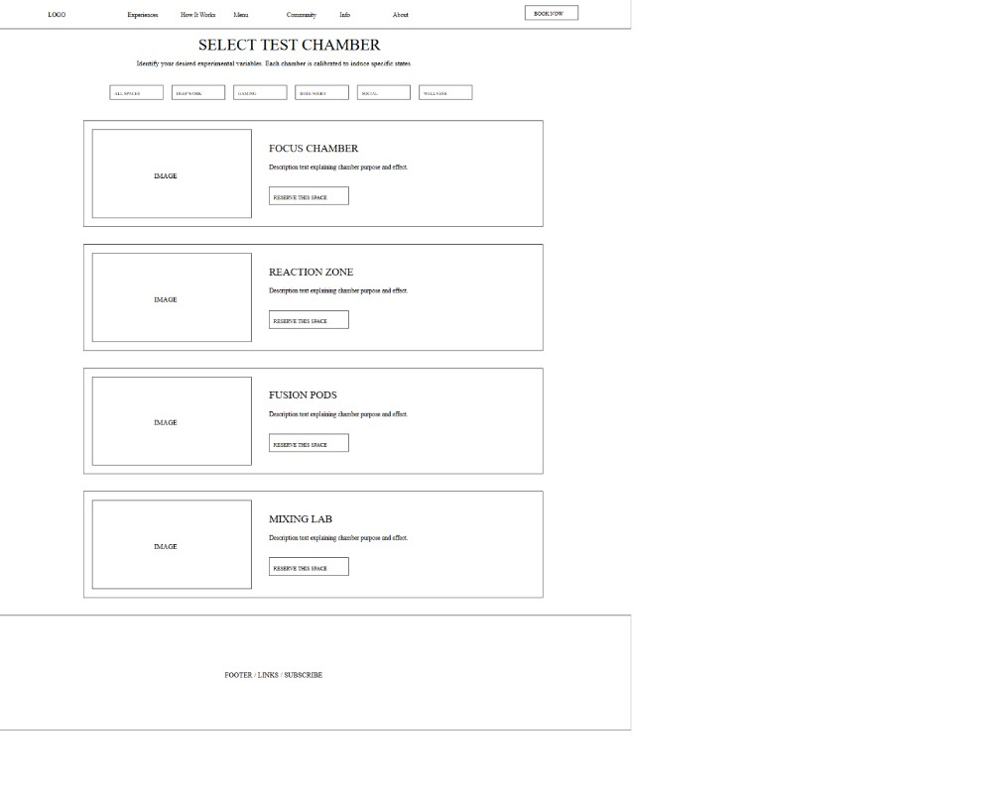 LOGO Experiences How It Works Menu Community Info About BOOK NOW
SELECT TEST CHAMBER
Identify your desired experimental variables. Each chamber is calibrated to induce specific states.
ALL SPACES DEEP WORK GAMING DATE NIGHT SOCIAL WELLNESS
FOCUS CHAMBER
Description text explaining chamber purpose and effect.
IMAGE
RESERVE THIS SPACE
REACTION ZONE
Description text explaining chamber purpose and effect.
IMAGE
RESERVE THIS SPACE
FUSION PODS
Description text explaining chamber purpose and effect.
IMAGE
RESERVE THIS SPACE
MIXING LAB
Description text explaining chamber purpose and effect.
IMAGE
RESERVE THIS SPACE
FOOTER / LINKS / SUBSCRIBE